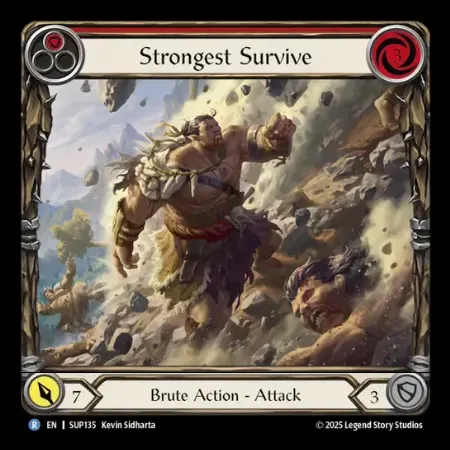 Strongest Survive
3
7
Brute Action - Attack
3
R EN | SUP135 Kevin Sidharta
© 2025 Legend Story Studios